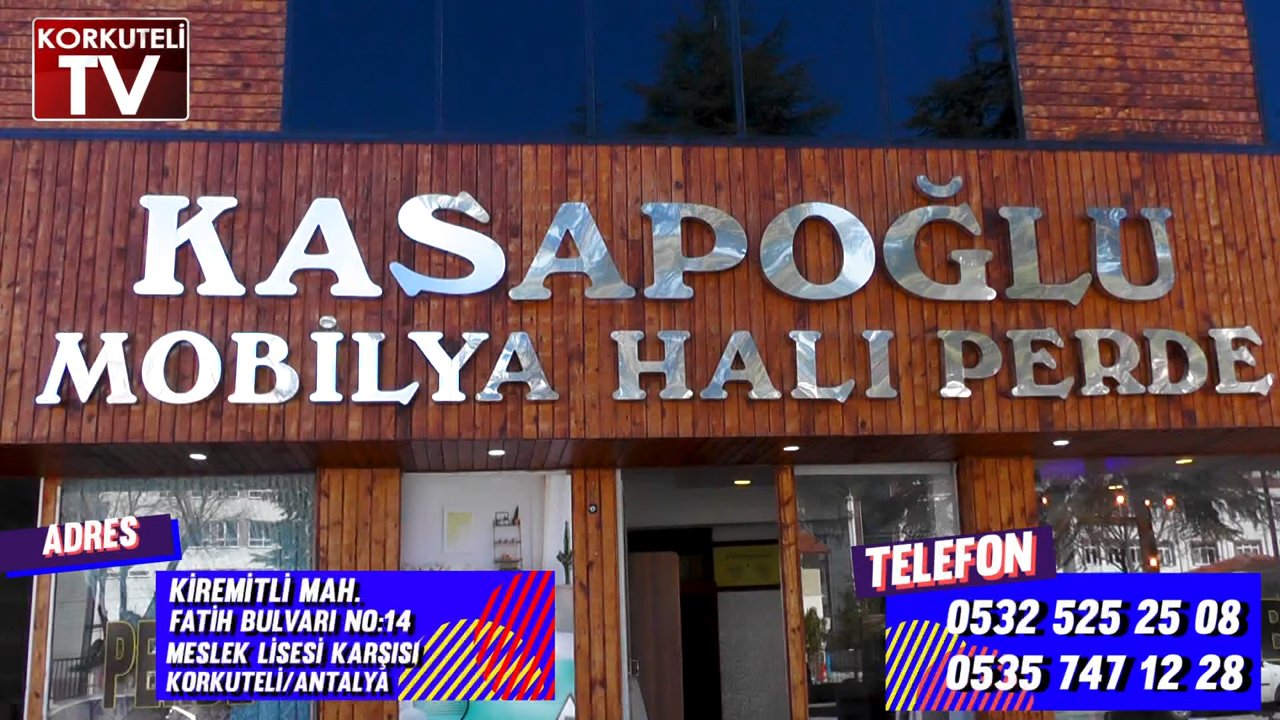 KORKUTELİ
TV
KASAPOĞLU
MOBİLYA HALI PERDE
ADRES
KİREMİTLİ MAH.
FATİH BULVARI NO:14
MESLEK LİSESİ KARŞISI
KORKUTELİ/ANTALYA
TELEFON
0532 525 25 08
0535 747 12 28